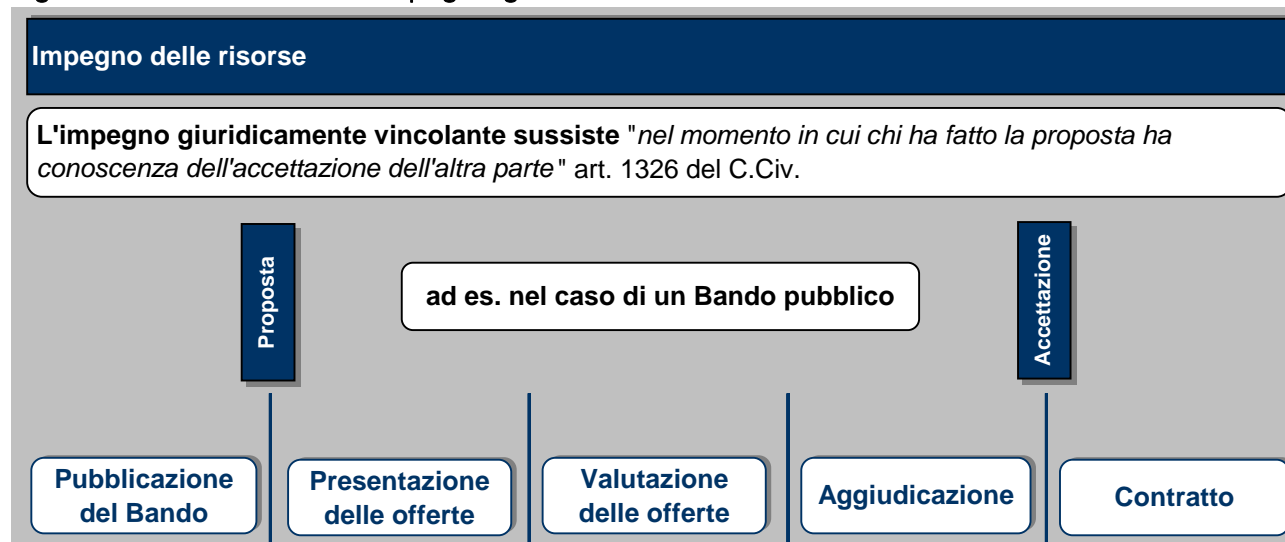 Impegno delle risorse
L'impegno giuridicamente vincolante sussiste "nel momento in cui chi ha fatto la proposta ha
conoscenza dell'accettazione dell'altra parte" art. 1326 del C.Civ.
Proposta
ad es. nel caso di un Bando pubblico
Accettazione
Pubblicazione
del Bando
Presentazione
delle offerte
Valutazione
delle offerte
Aggiudicazione
Contratto